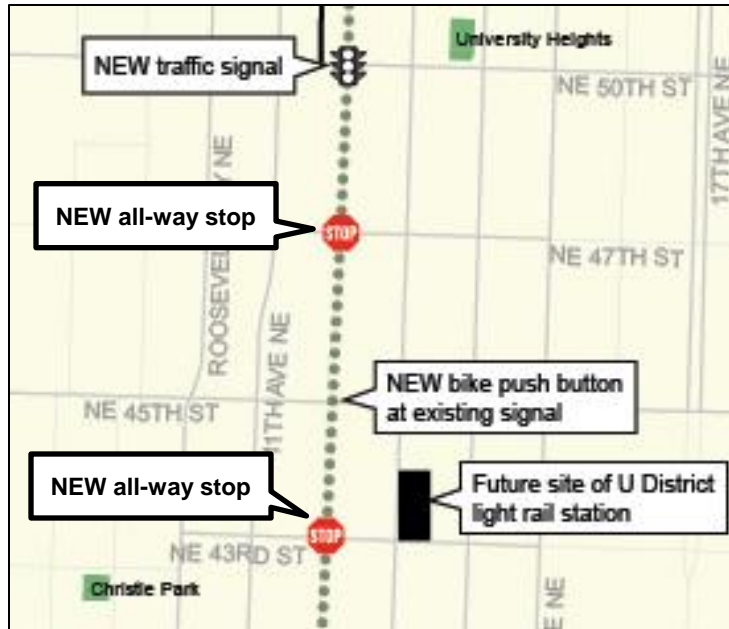 University Heights
NEW traffic signal
NE 50TH ST
17TH AVE NE
NEW all-way stop
STOP
NE 47TH ST
ROOSEVEL Y NE
11TH AVE NE
NEW bike push button
at existing signal
NE 45TH ST
NEW all-way stop
Future site of U District
light rail station
STOP
NE 43RD ST
Christie Park
E NE